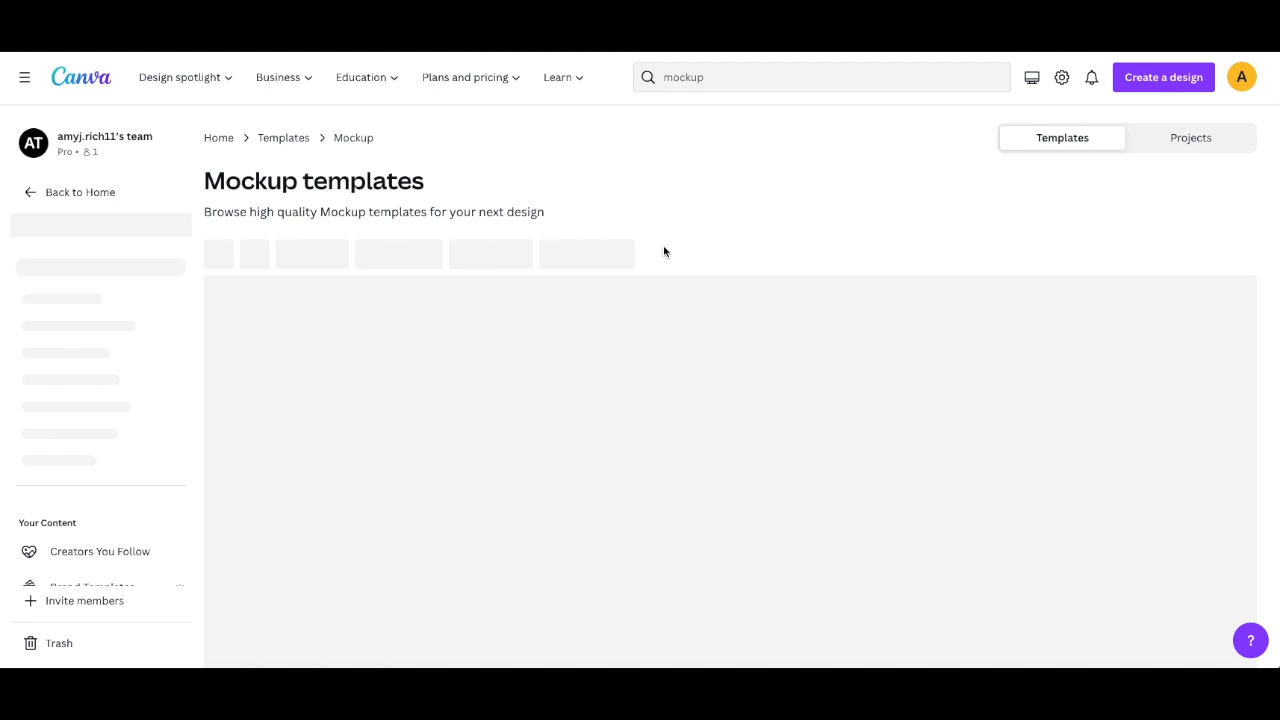 Canva
Design spotlight
Business
Education
Plans and pricing
Learn
mockup
Create a design
A
AT
amyj.rich11's team
Pro • 1
Back to Home
Home > Templates > Mockup
Templates
Projects
Mockup templates
Browse high quality Mockup templates for your next design
Your Content
Creators You Follow
Brand Templates
Invite members
Trash
?